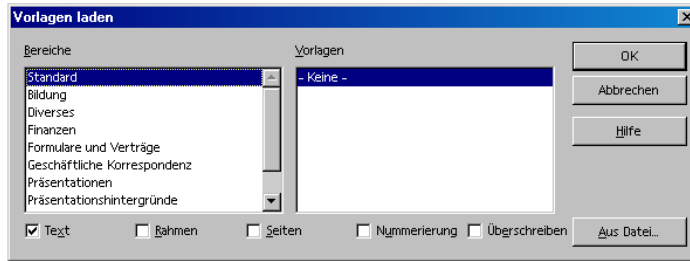 Vorlagen laden
Bereiche Vorlagen
OK
Standard - Keine -
Bildung
Abbrechen
Diverses
Finanzen
Hilfe
Formulare und Verträge
Geschäftliche Korrespondenz
Präsentationen
Präsentationshintergründe
Text Rahmen Seiten Nummerierung Überschreiben Aus Datei...